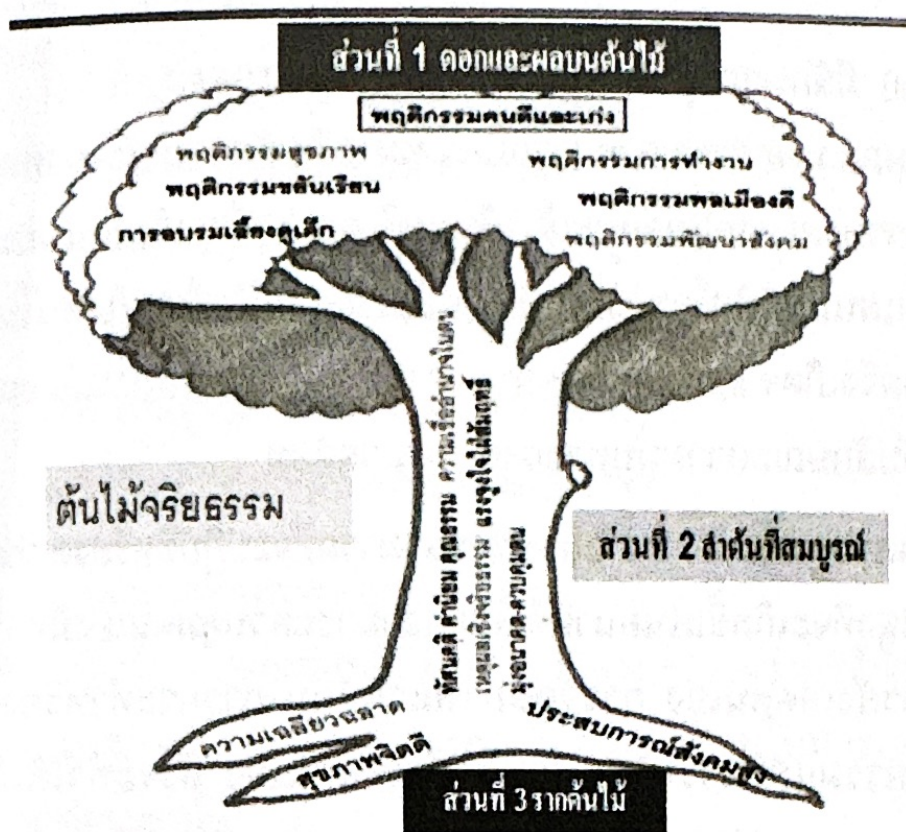 ส่วนที่ 1 ดอกและผลบนต้นไม้
พฤติกรรมคนดีและเก่ง
พฤติกรรมสุขภาพ
พฤติกรรมขยันเรียน
การอบรมเลี้ยงดูเด็ก
พฤติกรรมการทำงาน
พฤติกรรมพลเมืองดี
พฤติกรรมพัฒนาสังคม
ทัศนคติ ค่านิยม คุณธรรม ความเชื่ออำนาจในตน
เหตุผลเชิงจริยธรรม แรงจูงใจใฝ่สัมฤทธิ์
มุ่งอนาคต-ควบคุมตน
ต้นไม้จริยธรรม
ส่วนที่ 2 ลำต้นที่สมบูรณ์
ความเฉลียวฉลาด
สุขภาพจิตดี
ประสบการณ์สังคมสูง
ส่วนที่ 3 รากต้นไม้